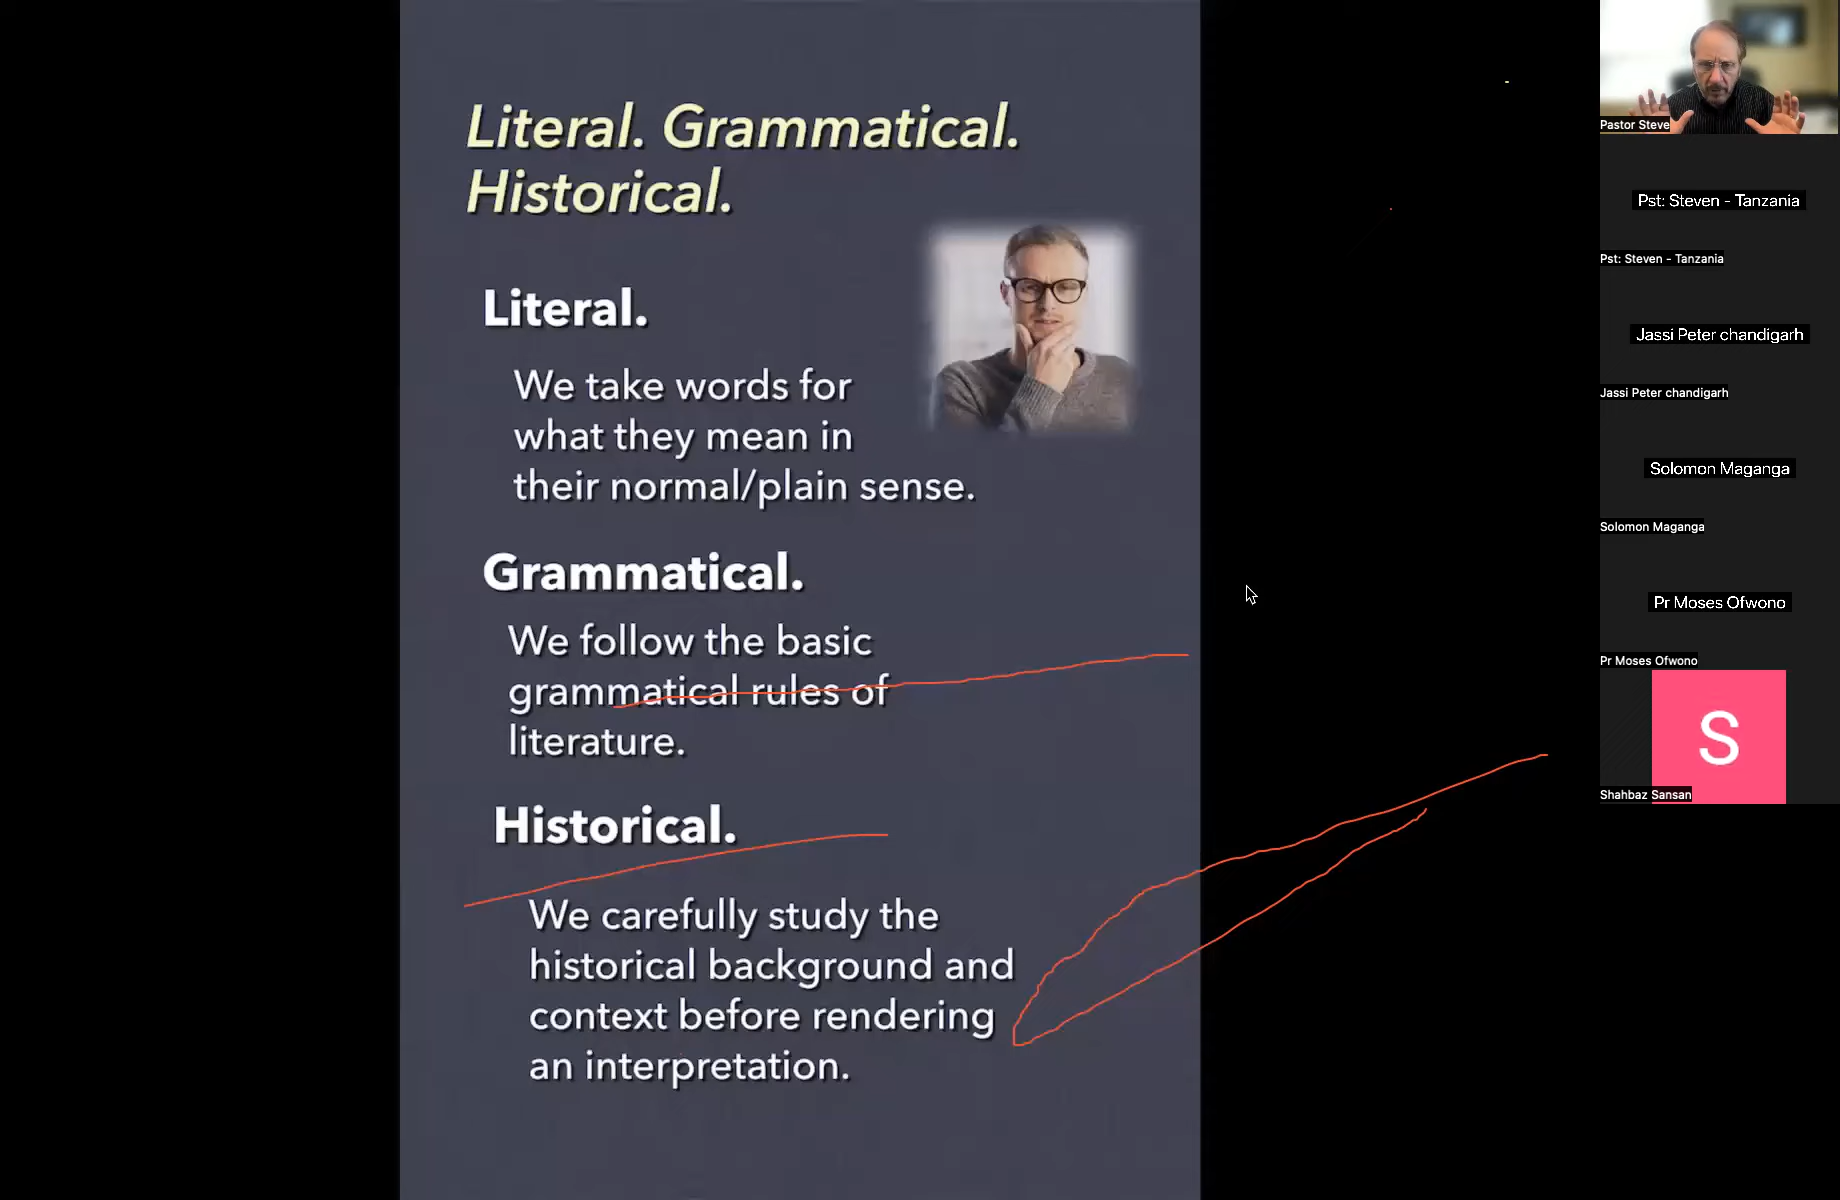 Literal. Grammatical.
Historical.
Literal.
We take words for
what they mean in
their normal/plain sense.
Grammatical.
We follow the basic
grammatical rules of
literature.
Historical.
We carefully study the
historical background and
context before rendering
an interpretation.
Pastor Steve
Pst: Steven - Tanzania
Pst: Steven - Tanzania
Jassi Peter chandigarh
Jassi Peter chandigarh
Solomon Maganga
Solomon Maganga
Pr Moses Ofwono
Pr Moses Ofwono
S
Shahbaz Sansan